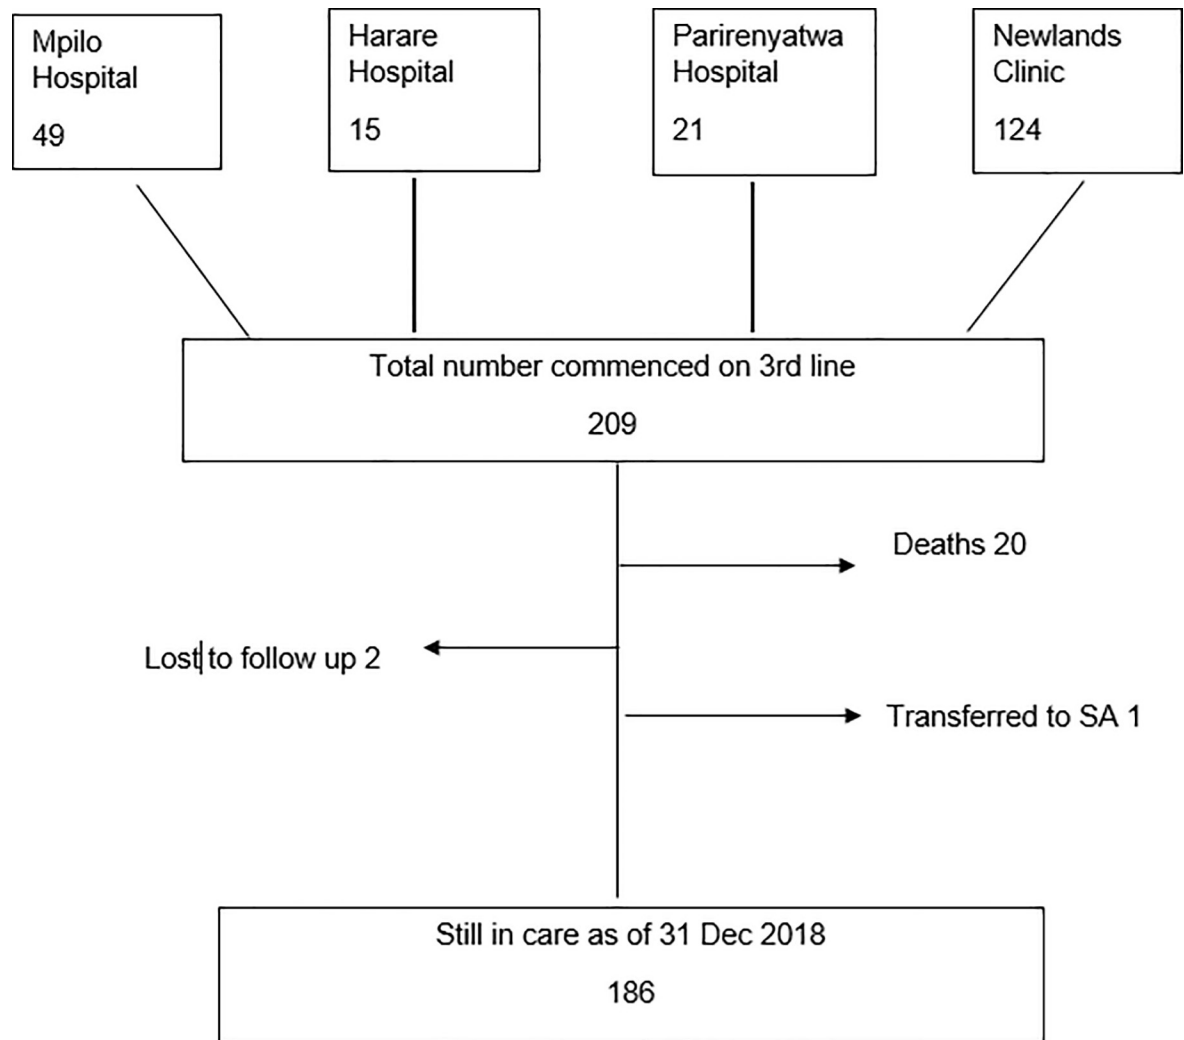 Mpilo
Hospital
49
Harare
Hospital
15
Parirenyatwa
Hospital
21
Newlands
Clinic
124
Total number commenced on 3rd line
209
Deaths 20
Lost to follow up 2
Transferred to SA 1
Still in care as of 31 Dec 2018
186